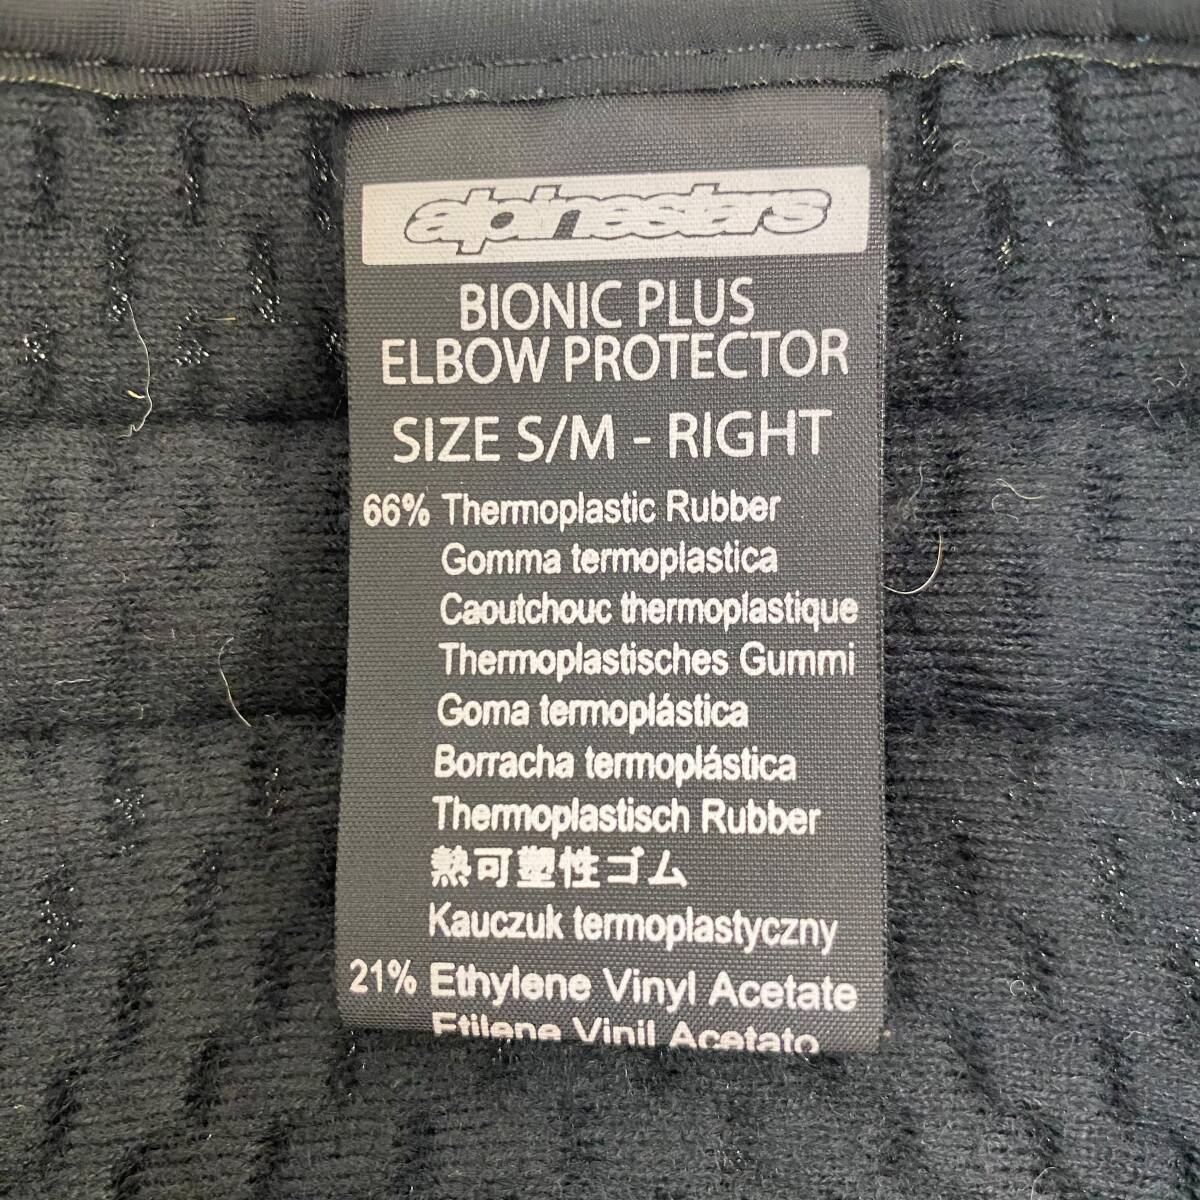 alpinestars
BIONIC PLUS
ELBOW PROTECTOR
SIZE S/M - RIGHT
66% Thermoplastic Rubber
Gomma termoplastica
Caoutchouc thermoplastique
Thermoplastisches Gummi
Goma termoplástica
Borracha termoplástica
Thermoplastisch Rubber
熱可塑性ゴム
Kauczuk termoplastyczny
21% Ethylene Vinyl Acetate
Etilene Vinil Acetato